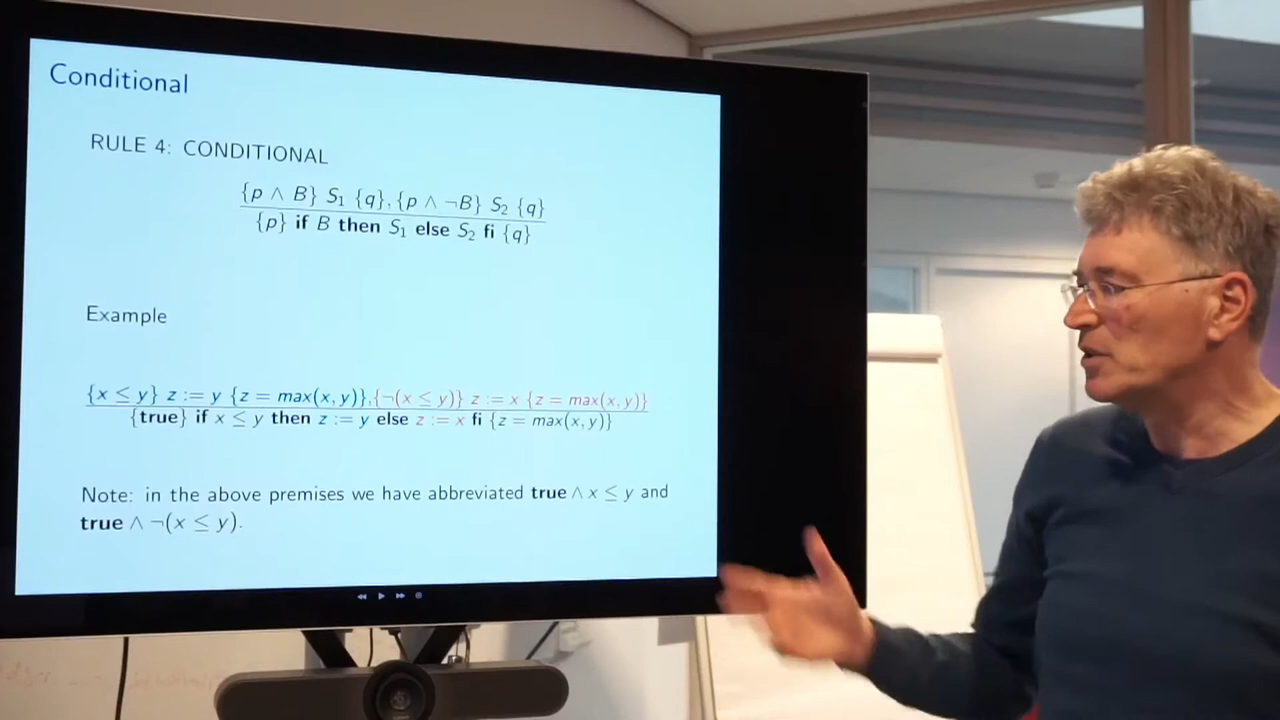 Conditional
RULE 4: CONDITIONAL
{p ∧ B} S₁ {q}, {p ∧ ¬B} S₂ {q}
{p} if B then S₁ else S₂ fi {q}
Example
{x ≤ y} z := y {z = max(x, y)},{¬(x ≤ y)} z := x {z = max(x, y)}
{true} if x ≤ y then z := y else z := x fi {z = max(x, y)}
Note: in the above premises we have abbreviated true ∧ x ≤ y and
true ∧ ¬(x ≤ y).